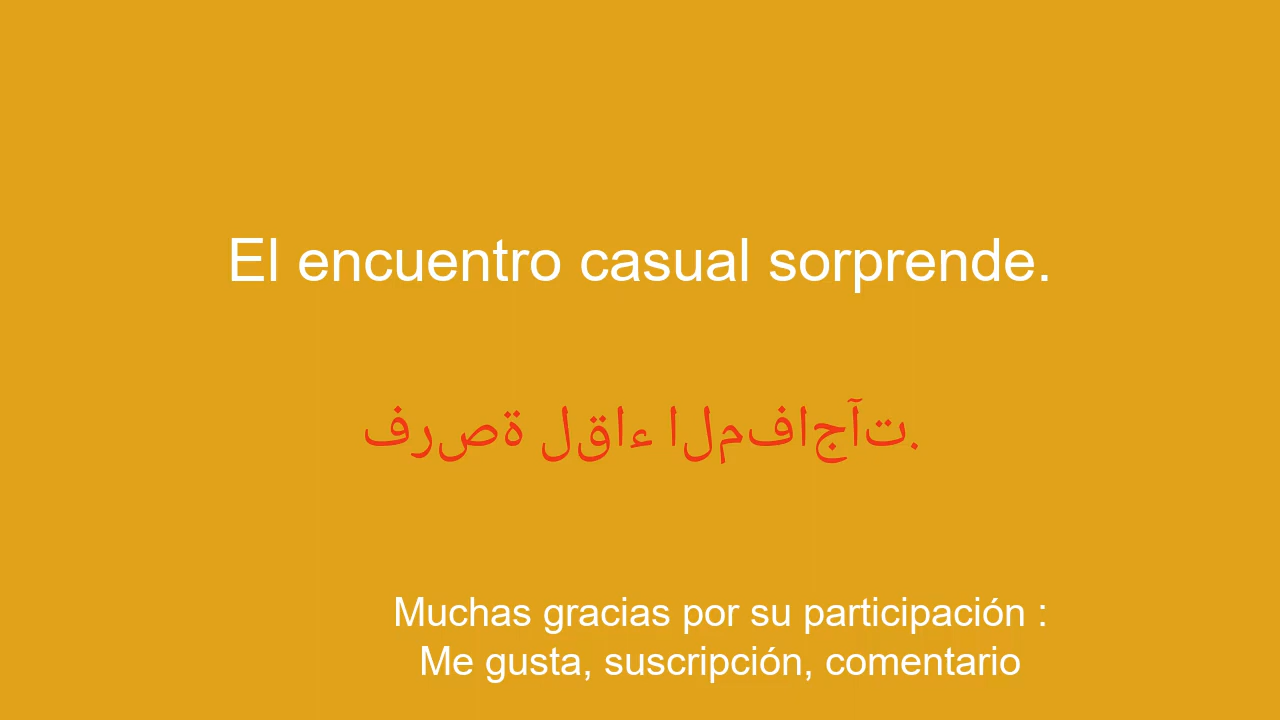 El encuentro casual sorprende.
فرصة لقاء المفاجآت.
Muchas gracias por su participación :
Me gusta, suscripción, comentario